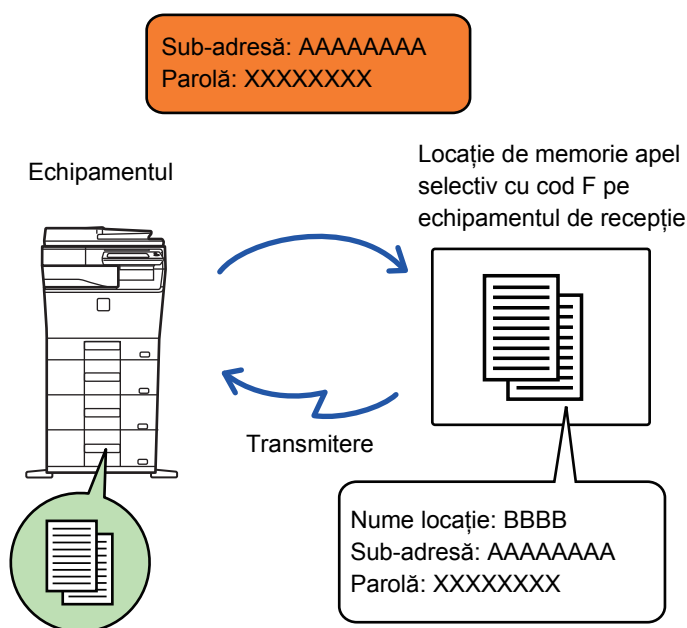 Sub-adresă: AAAAAAAA
Parolă: XXXXXXXX
Echipamentul
Locație de memorie apel
selectiv cu cod F pe
echipamentul de recepție
Transmitere
Nume locație: BBBB
Sub-adresă: AAAAAAAA
Parolă: XXXXXXXX